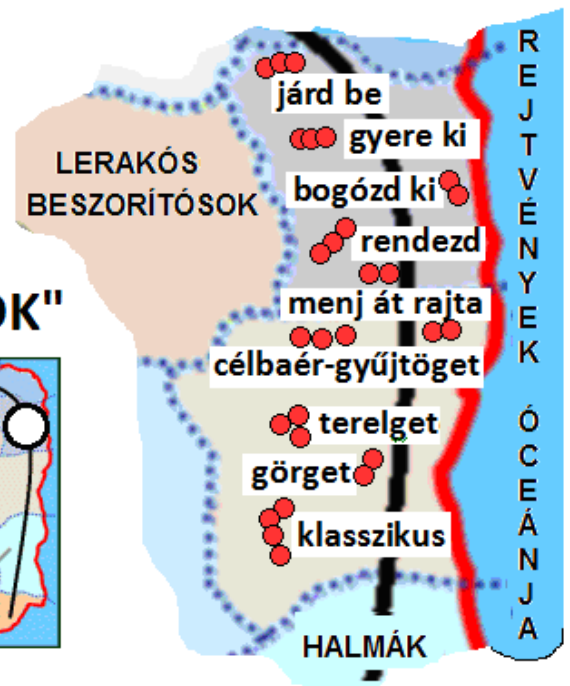 járd be
gyere ki
LERAKÓS
BESZORÍTÓSOK
bogózd ki
rendezd
OK"
menj át rajta
célbaér-gyűjtöget
terelget
görget
klasszikus
HALMÁK
REJTVÉNYEK ÓCEÁNJA